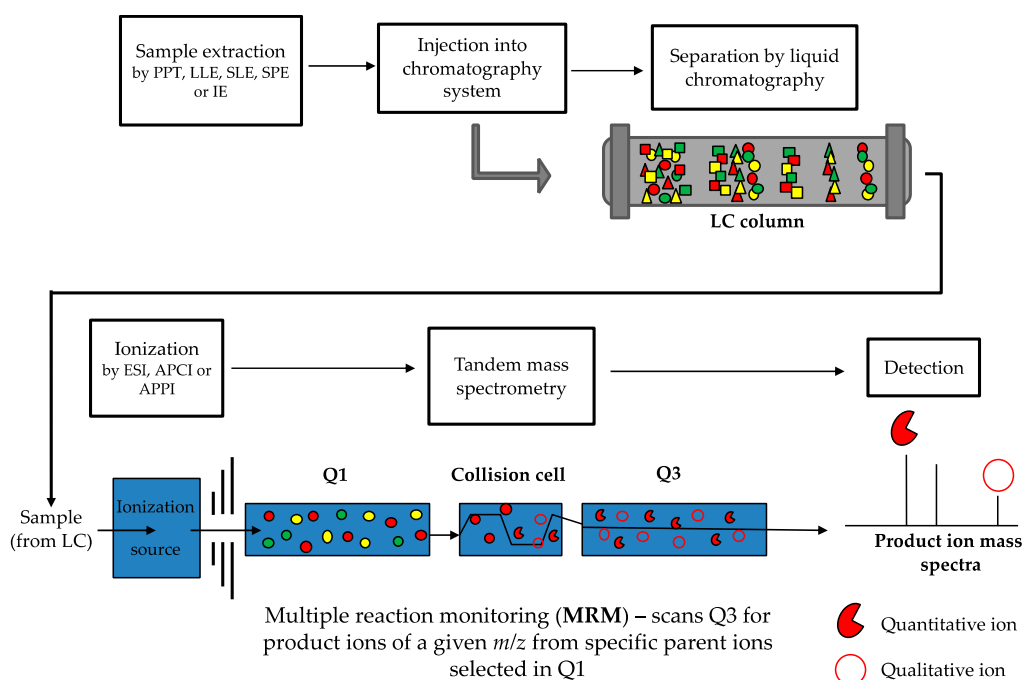 Sample extraction
by PPT, LLE, SLE, SPE
or IE
Injection into
chromatography
system
Separation by liquid
chromatography
LC column
Ionization
by ESI, APCI or
APPI
Tandem mass
spectrometry
Detection
Q1
Collision cell
Q3
Sample
(from LC)
Ionization
source
Product ion mass
spectra
Multiple reaction monitoring (MRM) – scans Q3 for
product ions of a given m/z from specific parent ions
selected in Q1
Quantitative ion
Qualitative ion